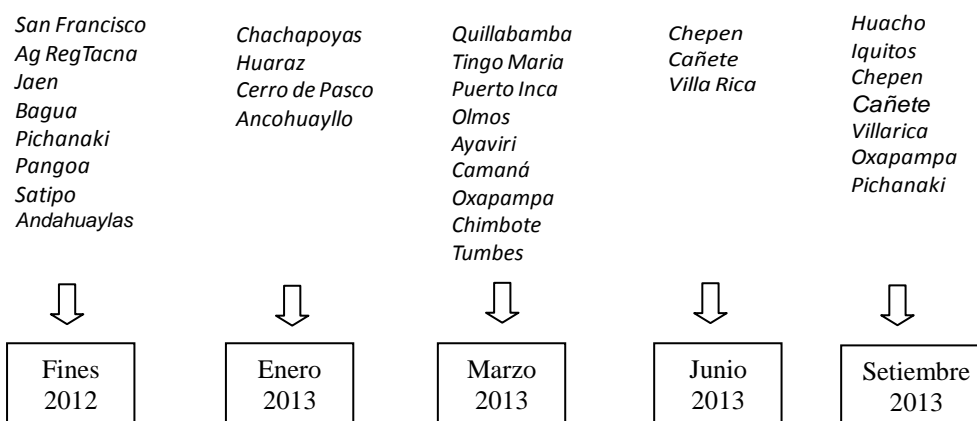 San Francisco
Ag RegTacna
Jaen
Bagua
Pichanaki
Pangoa
Satipo
Andahuaylas
Fines
2012
Chachapoyas
Huaraz
Cerro de Pasco
Ancohuayllo
Enero
2013
Quillabamba
Tingo Maria
Puerto Inca
Olmos
Ayaviri
Camaná
Oxapampa
Chimbote
Tumbes
Marzo
2013
Chepen
Cañete
Villa Rica
Junio
2013
Huacho
Iquitos
Chepen
Cañete
Villarica
Oxapampa
Pichanaki
Setiembre
2013